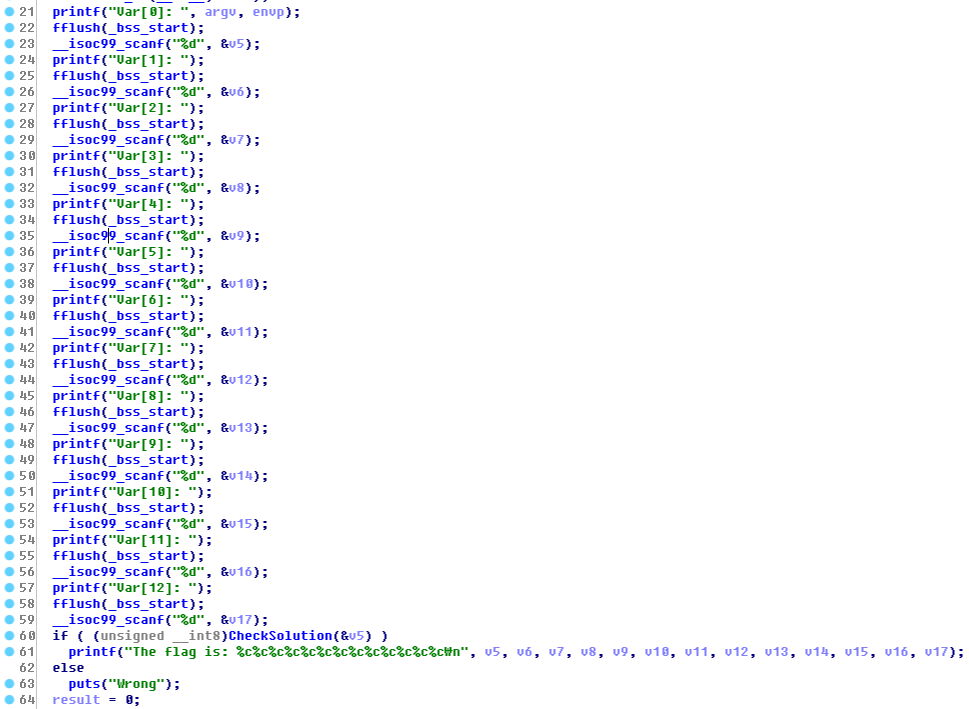 21 printf("Var[0]: ", argv, envp);
22 fflush(_bss_start);
23 __isoc99_scanf("%d", &v5);
24 printf("Var[1]: ");
25 fflush(_bss_start);
26 __isoc99_scanf("%d", &v6);
27 printf("Var[2]: ");
28 fflush(_bss_start);
29 __isoc99_scanf("%d", &v7);
30 printf("Var[3]: ");
31 fflush(_bss_start);
32 __isoc99_scanf("%d", &v8);
33 printf("Var[4]: ");
34 fflush(_bss_start);
35 __isoc99_scanf("%d", &v9);
36 printf("Var[5]: ");
37 fflush(_bss_start);
38 __isoc99_scanf("%d", &v10);
39 printf("Var[6]: ");
40 fflush(_bss_start);
41 __isoc99_scanf("%d", &v11);
42 printf("Var[7]: ");
43 fflush(_bss_start);
44 __isoc99_scanf("%d", &v12);
45 printf("Var[8]: ");
46 fflush(_bss_start);
47 __isoc99_scanf("%d", &v13);
48 printf("Var[9]: ");
49 fflush(_bss_start);
50 __isoc99_scanf("%d", &v14);
51 printf("Var[10]: ");
52 fflush(_bss_start);
53 __isoc99_scanf("%d", &v15);
54 printf("Var[11]: ");
55 fflush(_bss_start);
56 __isoc99_scanf("%d", &v16);
57 printf("Var[12]: ");
58 fflush(_bss_start);
59 __isoc99_scanf("%d", &v17);
60 if ( (unsigned __int8)CheckSolution(&v5) )
61 printf("The flag is: %c%c%c%c%c%c%c%c%c%c%c%c%c₩n", v5, v6, v7, v8, v9, v10, v11, v12, v13, v14, v15, v16, v17);
62 else
63 puts("Wrong");
64 result = 0;